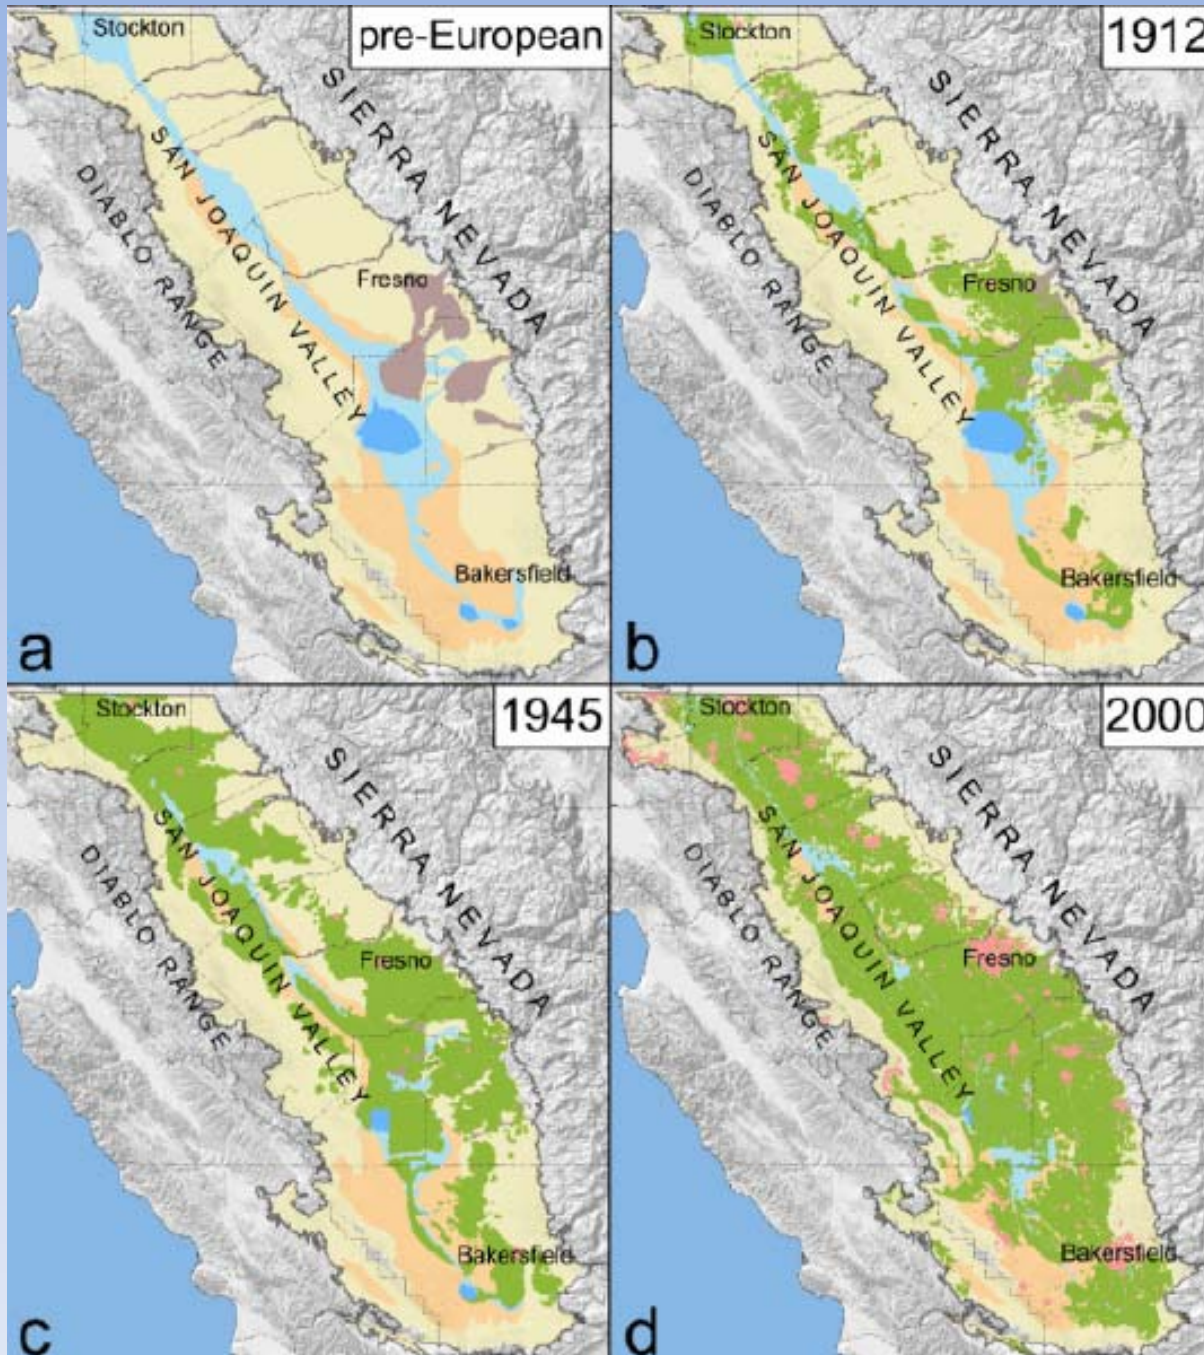 Stockton
pre-European
SIERRA NEVADA
SAN JOAQUIN VALLEY
DIABLO RANGE
Fresno
Bakersfield
a
Stockton
1912
SIERRA NEVADA
SAN JOAQUIN VALLEY
DIABLO RANGE
Fresno
Bakersfield
b
Stockton
1945
SIERRA NEVADA
SAN JOAQUIN VALLEY
DIABLO RANGE
Fresno
Bakersfield
c
Stockton
2000
SIERRA NEVADA
SAN JOAQUIN VALLEY
DIABLO RANGE
Fresno
Bakersfield
d